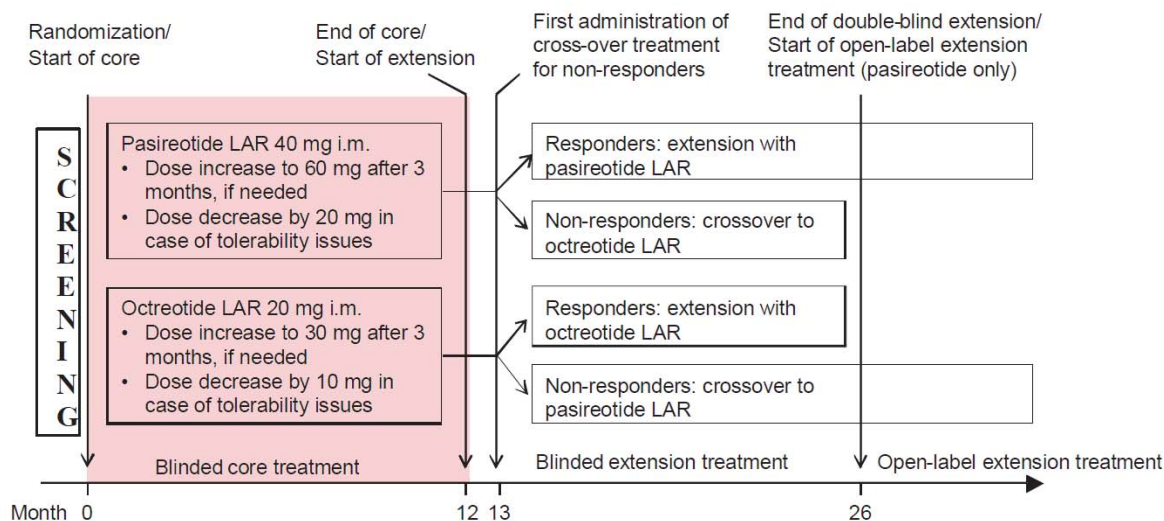 Randomization/
Start of core
End of core/
Start of extension
First administration of
cross-over treatment
for non-responders
End of double-blind extension/
Start of open-label extension
treatment (pasireotide only)
SCREENING
Pasireotide LAR 40 mg i.m.
• Dose increase to 60 mg after 3
months, if needed
• Dose decrease by 20 mg in
case of tolerability issues
Responders: extension with
pasireotide LAR
Non-responders: crossover to
octreotide LAR
Octreotide LAR 20 mg i.m.
• Dose increase to 30 mg after 3
months, if needed
• Dose decrease by 10 mg in
case of tolerability issues
Responders: extension with
octreotide LAR
Non-responders: crossover to
pasireotide LAR
Blinded core treatment
Blinded extension treatment
Open-label extension treatment
Month 0 12 13 26